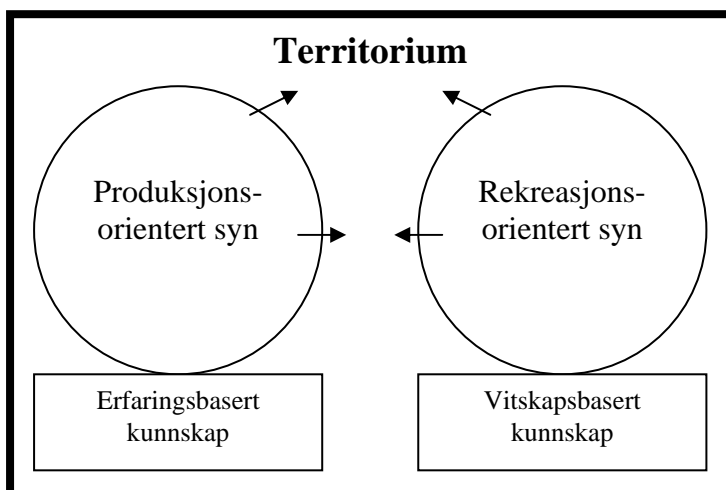 Territorium
Produksjons-
orientert syn
Rekreasjons-
orientert syn
Erfaringsbasert
kunnskap
Vitskapsbasert
kunnskap